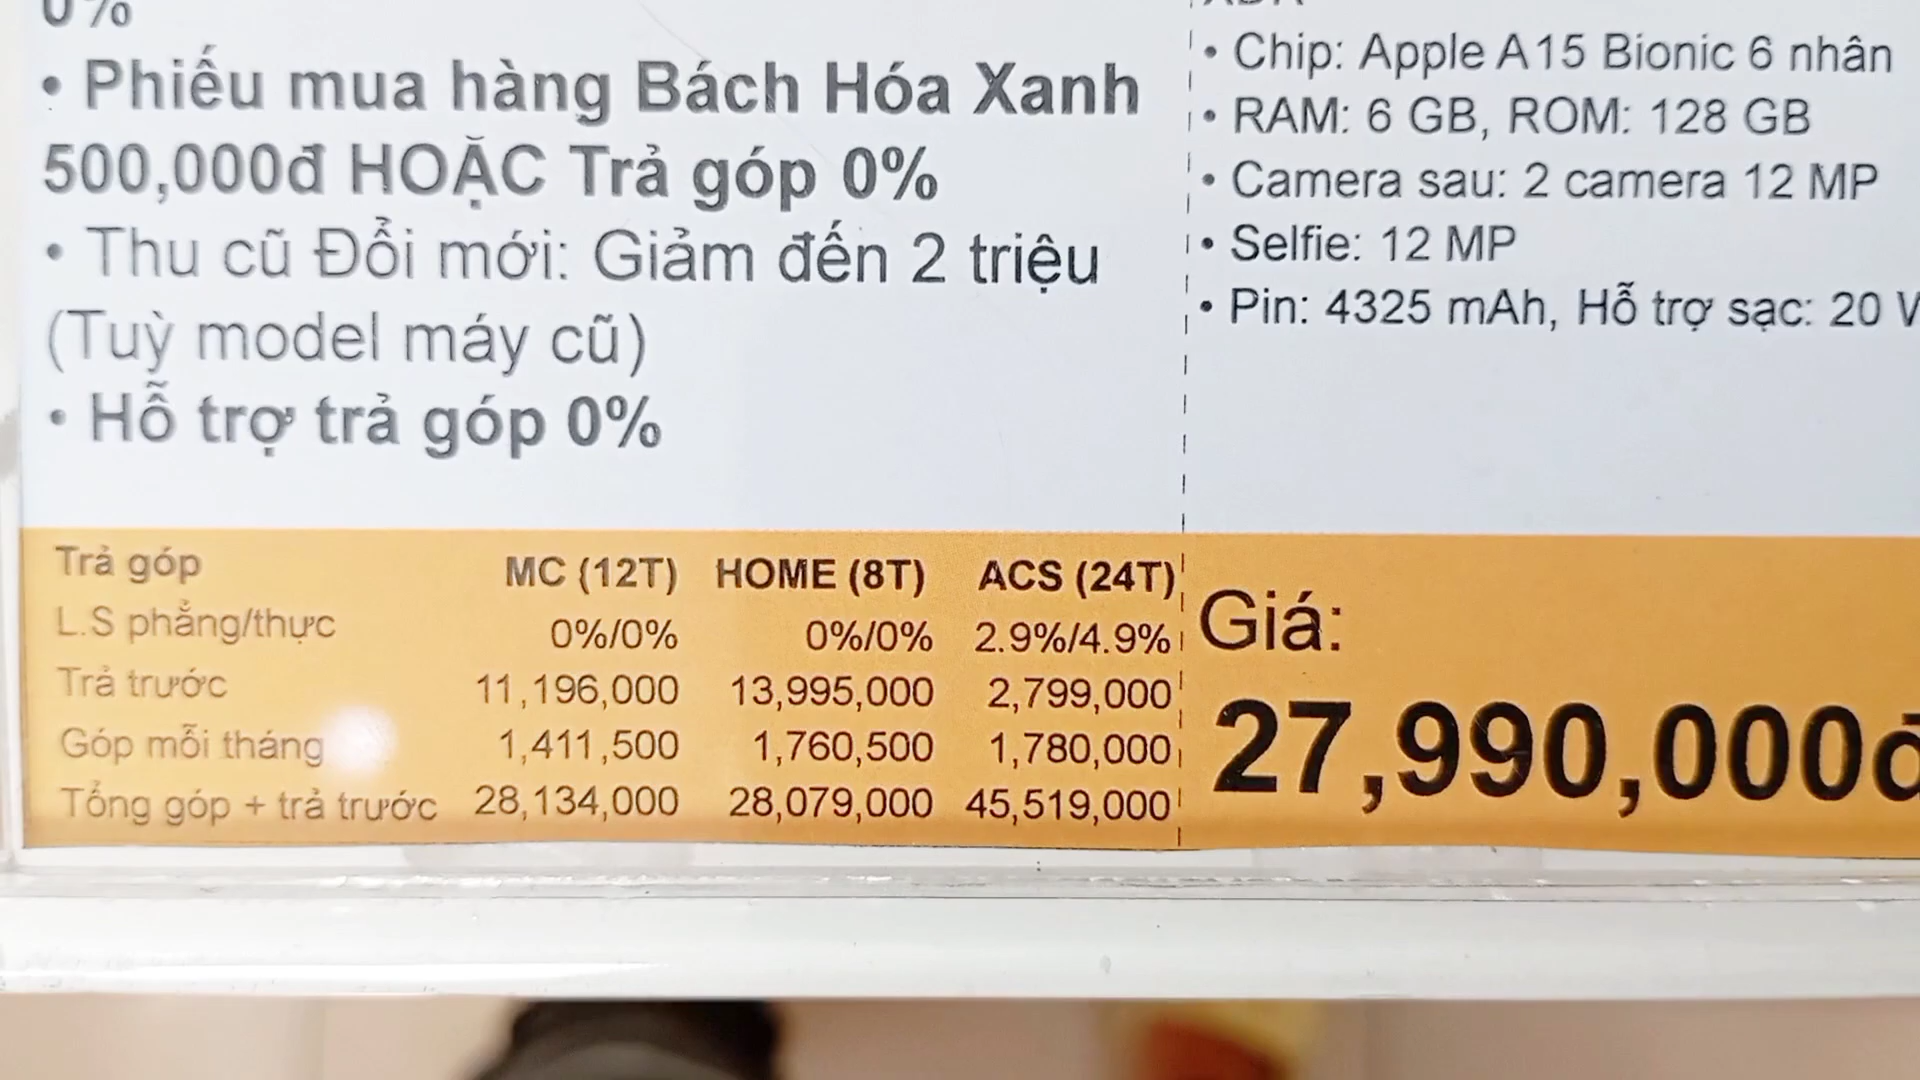 0%
• Phiếu mua hàng Bách Hóa Xanh
500,000đ HOẶC Trả góp 0%
• Thu cũ Đổi mới: Giảm đến 2 triệu
(Tuỳ model máy cũ)
• Hỗ trợ trả góp 0%
• Chip: Apple A15 Bionic 6 nhân
• RAM: 6 GB, ROM: 128 GB
• Camera sau: 2 camera 12 MP
• Selfie: 12 MP
• Pin: 4325 mAh, Hỗ trợ sạc: 20
Trả góp MC (12T) HOME (8T) ACS (24T)
L.S phẳng/thực 0%/0% 0%/0% 2.9%/4.9%
Trả trước 11,196,000 13,995,000 2,799,000
Góp mỗi tháng 1,411,500 1,760,500 1,780,000
Tổng góp + trả trước 28,134,000 28,079,000 45,519,000
Giá:
27,990,000đ